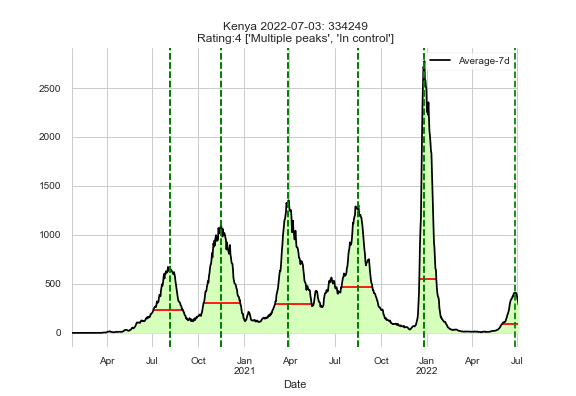 Kenya 2022-07-03: 334249
Rating:4 ['Multiple peaks', 'In control']
Average-7d
2500
2000
1500
1000
500
0
Apr Jul Oct Jan Apr Jul Oct Jan Apr Jul
2021 2022
Date